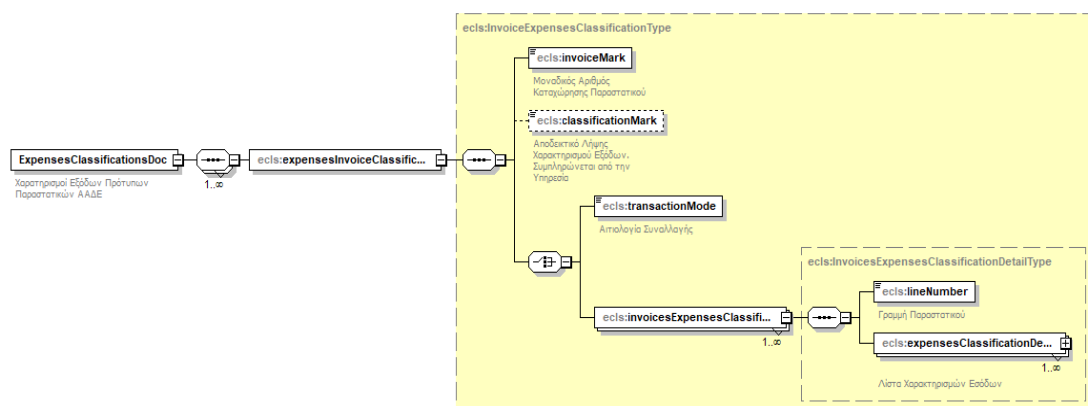 ecls:InvoiceExpensesClassificationType
ecls:invoiceMark
Μοναδικός Αριθμός
Καταχώρησης Παραστατικού
ecls:classificationMark
Αποδεικτικό Λήψης
Χαρακτηρισμού Εξόδων.
Συμπληρώνεται από την
Υπηρεσία
ExpensesClassificationsDoc
ecls:expensesInvoiceClassific...
Χαρατηρισμοί Εξόδων Πρότυπων
Παραστατικών ΑΑΔΕ
1..∞
ecls:transactionMode
Αιτιολογία Συναλλαγής
ecls:InvoicesExpensesClassificationDetailType
ecls:lineNumber
Γραμμή Παραστατικού
ecls:invoicesExpensesClassifi...
1..∞
ecls:expensesClassificationDe...
1..∞
Λίστα Χαρακτηρισμών Εσόδων